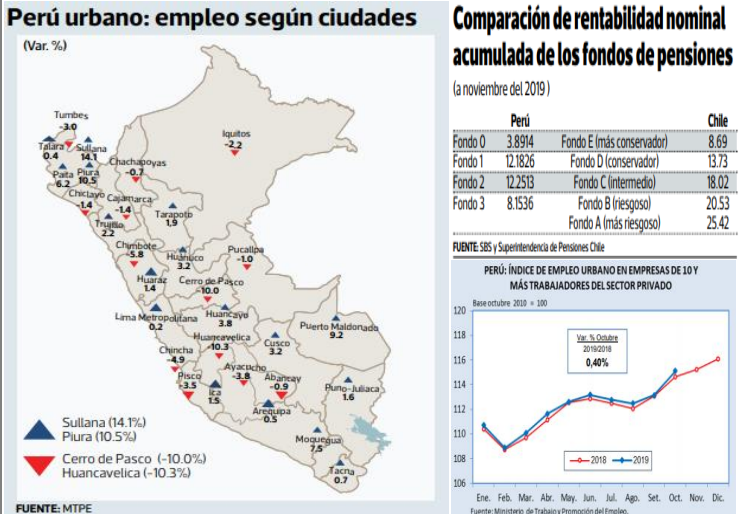 Perú urbano: empleo según ciudades
(Var. %)
Tumbes
-3.0
Talara
0.4
Sullana
14.1
Paita
6.2
Piura
10.5
Chachapoyas
-0.7
Iquitos
-2.2
Chiclayo
-1.4
Cajamarca
-1.4
Trujillo
2.2
Tarapoto
1,9
Chimbote
-5.8
Huánuco
3.2
Pucallpa
-1.0
Huaraz
1.4
Cerro de Pasco
-10.0
Lima Metropolitana
0.2
Huancayo
3.8
Huancavelica
-10.3
Cusco
3.2
Puerto Maldonado
9.2
Chincha
-4.9
Pisco
-3.5
Ica
1.5
Ayacucho
-3.8
Abancay
-0.9
Arequipa
0.5
Puno-Juliaca
1.6
Moquegua
7,5
Tacna
0.7
Sullana (14.1%)
Piura (10.5%)
Cerro de Pasco (-10.0%)
Huancavelica (-10.3%)
FUENTE: MTPE
Comparación de rentabilidad nominal
acumulada de los fondos de pensiones
(a noviembre del 2019)
Perú Chile
Fondo 0 3.8914 Fondo E (más conservador) 8.69
Fondo 1 12.1826 Fondo D (conservador) 13.73
Fondo 2 12.2513 Fondo C (intermedio) 18.02
Fondo 3 8.1536 Fondo B (riesgoso) 20.53
Fondo A (más riesgoso) 25.42
FUENTE: SBS y Superintendencia de Pensiones Chile
PERÚ: ÍNDICE DE EMPLEO URBANO EN EMPRESAS DE 10 Y
MÁS TRABAJADORES DEL SECTOR PRIVADO
Base octubre 2010 = 100
120
118
116
114
112
110
108
106
Var. % Octubre
2019/2018
0,40%
2018 2019
Ene. Feb. Mar. Abr. May. Jun. Jul. Ago. Set. Oct. Nov. Dic.
Fuente: Ministerio de Trabajo y Promoción del Empleo.